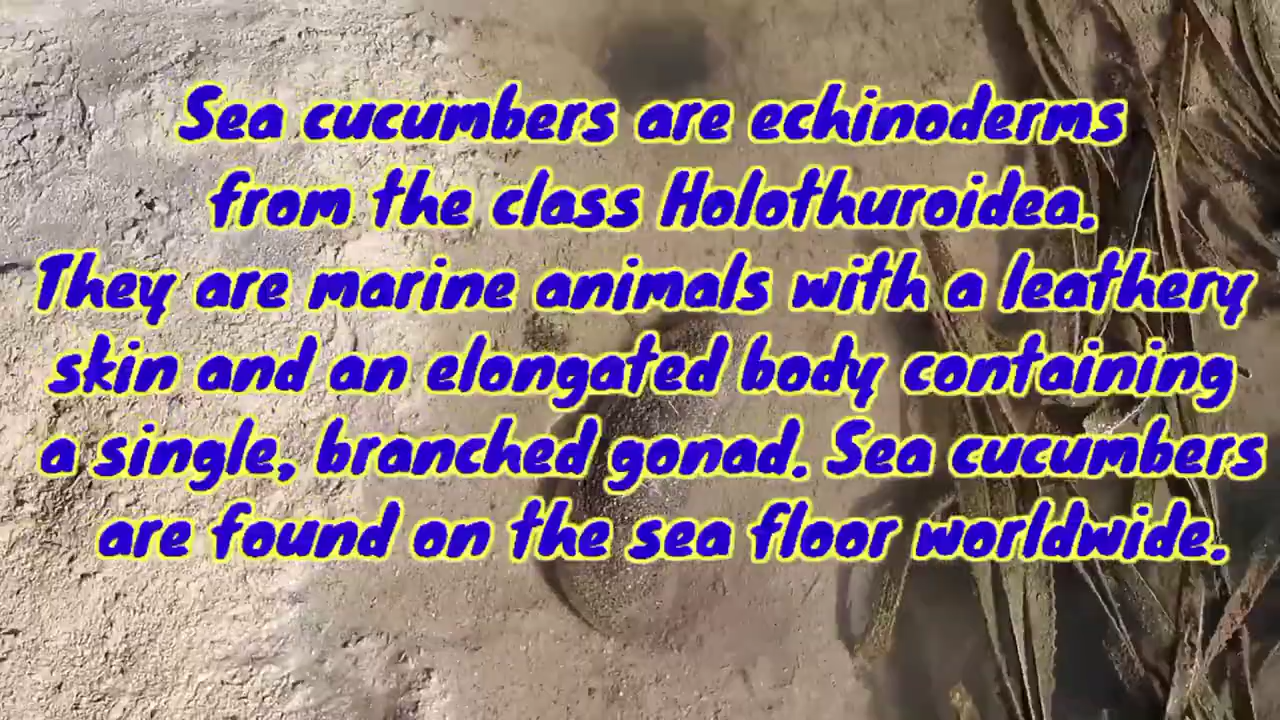 Sea cucumbers are echinoderms
from the class Holothuroidea.
They are marine animals with a leathery
skin and an elongated body containing
a single, branched gonad. Sea cucumbers
are found on the sea floor worldwide.